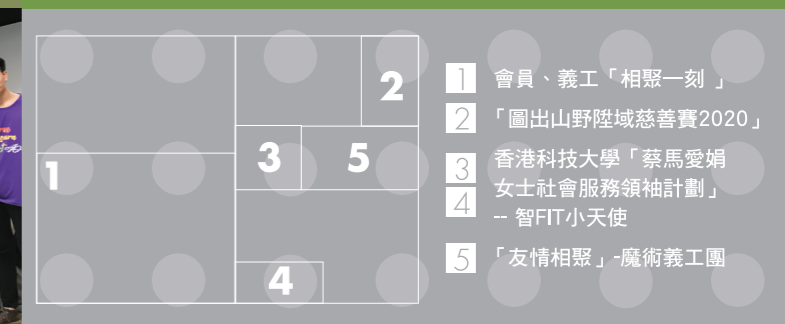 2
3
5
1
4
1 會員、義工「相聚一刻 」
2 「圖出山野陞域慈善賽2020」
3 香港科技大學「蔡馬愛娟
4 女士社會服務領袖計劃」
-- 智FIT小天使
5 「友情相聚」-魔術義工團